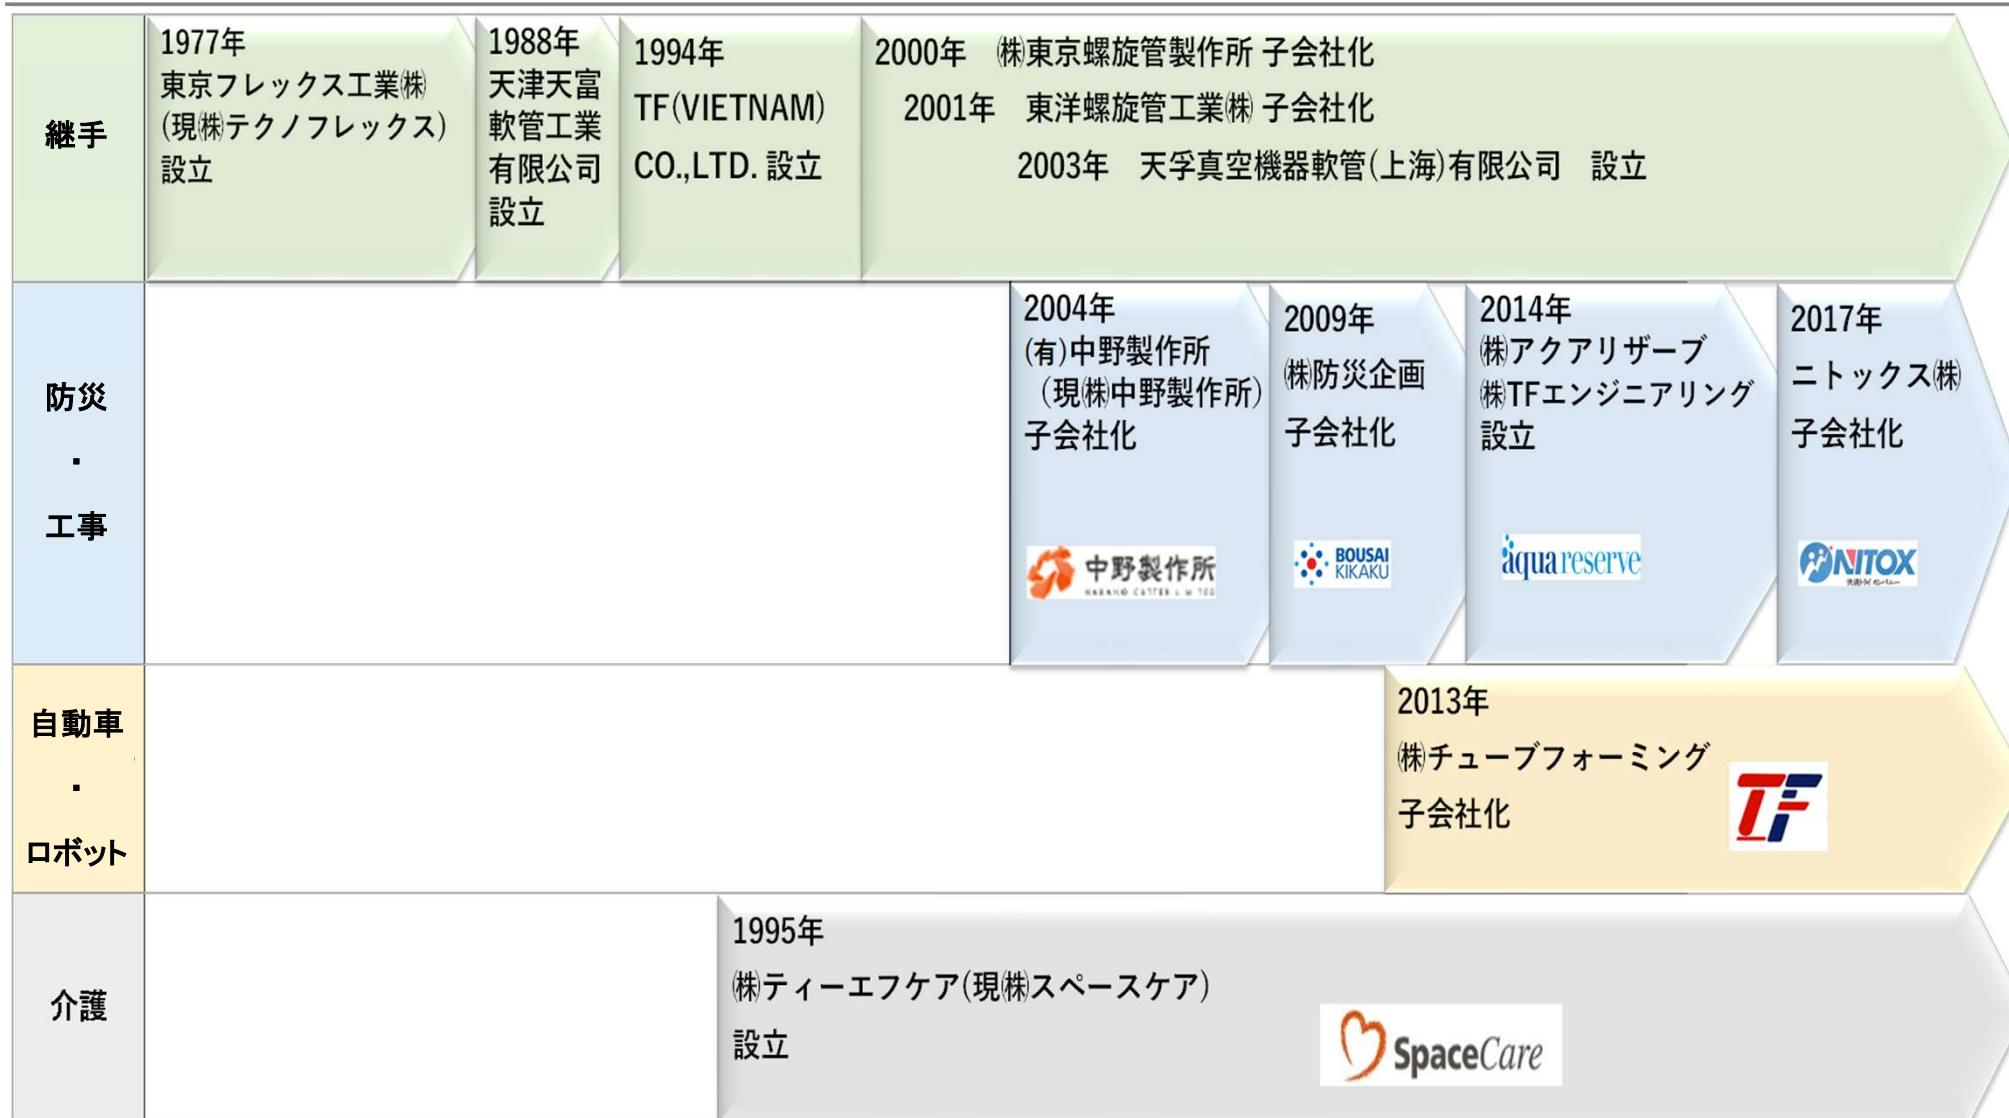 継手
1977年
東京フレックス工業㈱
(現㈱テクノフレックス)
設立
1988年
天津天富
軟管工業
有限公司
設立
1994年
TF(VIETNAM)
CO.,LTD. 設立
2000年 ㈱東京螺旋管製作所 子会社化
2001年 東洋螺旋管工業㈱ 子会社化
2003年 天孚真空機器軟管(上海)有限公司 設立
防災
・
工事
2004年
(有)中野製作所
(現㈱中野製作所)
子会社化
中野製作所
2009年
㈱防災企画
子会社化
BOUSAI
KIKAKU
2014年
㈱アクアリザーブ
㈱TFエンジニアリング
設立
aqua reserve
2017年
ニトックス㈱
子会社化
NITOX
自動車
・
ロボット
2013年
㈱チューブフォーミング
子会社化
TF
介護
1995年
㈱ティーエフケア(現㈱スペースケア)
設立
SpaceCare